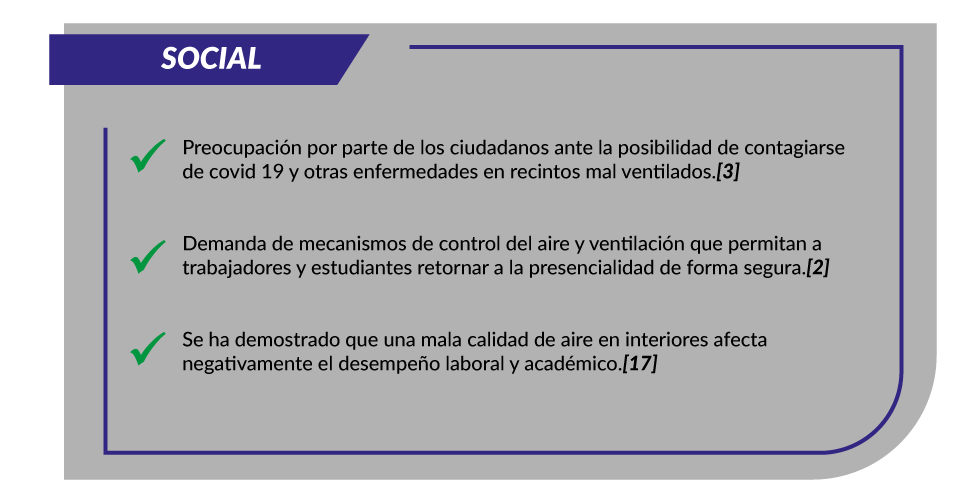 SOCIAL
Preocupación por parte de los ciudadanos ante la posibilidad de contagiarse
de covid 19 y otras enfermedades en recintos mal ventilados.[3]
Demanda de mecanismos de control del aire y ventilación que permitan a
trabajadores y estudiantes retornar a la presencialidad de forma segura.[2]
Se ha demostrado que una mala calidad de aire en interiores afecta
negativamente el desempeño laboral y académico.[17]